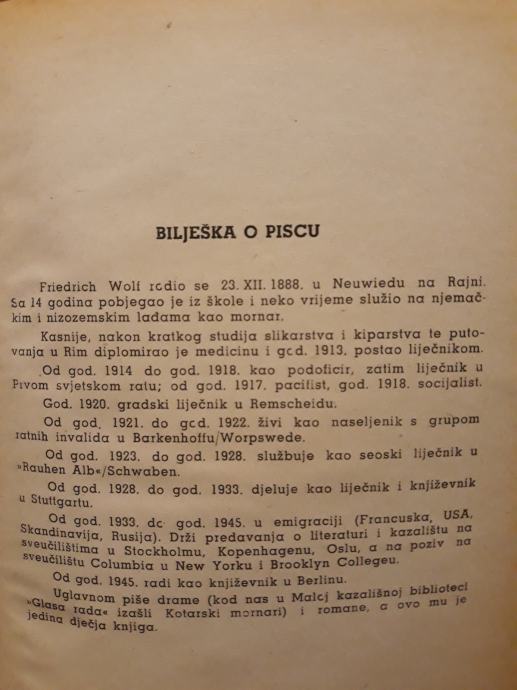 BILJEŠKA O PISCU
Friedrich Wolf rodio se 23. XII. 1888. u Neuwiedu na Rajni.
Sa 14 godina pobjegao je iz škole i neko vrijeme služio na njemač-
kim i nizozemskim lađama kao mornar.
Kasnije, nakon kratkog studija slikarstva i kiparstva te puto-
vanja u Rim diplomirao je medicinu i god. 1913. postao liječnikom.
Od god. 1914 do god. 1918. kao podoficir, zatim liječnik u
Prvom svjetskom ratu; od god. 1917. pacifist, god. 1918. socijalist.
God. 1920. gradski liječnik u Remscheidu.
Od god. 1921. do god. 1922. živi kao naseljenik s grupom
ratnih invalida u Barkenhoffu/Worpswede.
Od god. 1923. do god. 1928. službuje kao seoski liječnik u
»Rauhen Alb«/Schwaben.
Od god. 1928. do god. 1933. djeluje kao liječnik i književnik
u Stuttgartu.
Od god. 1933. do god. 1945. u emigraciji (Francuska, USA,
Skandinavija, Rusija). Drži predavanja o literaturi i kazalištu na
sveučilištima u Stockholmu, Kopenhagenu, Oslu, a na poziv na
sveučilištu Columbia u New Yorku i Brooklyn Collegeu.
Od god. 1945. radi kao književnik u Berlinu.
Uglavnom piše drame (kod nas u Maloj kazališnoj biblioteci
»Glasa rada« izašli Kotarski mornari) i romane, a ovo mu je
jedina dječja knjiga.